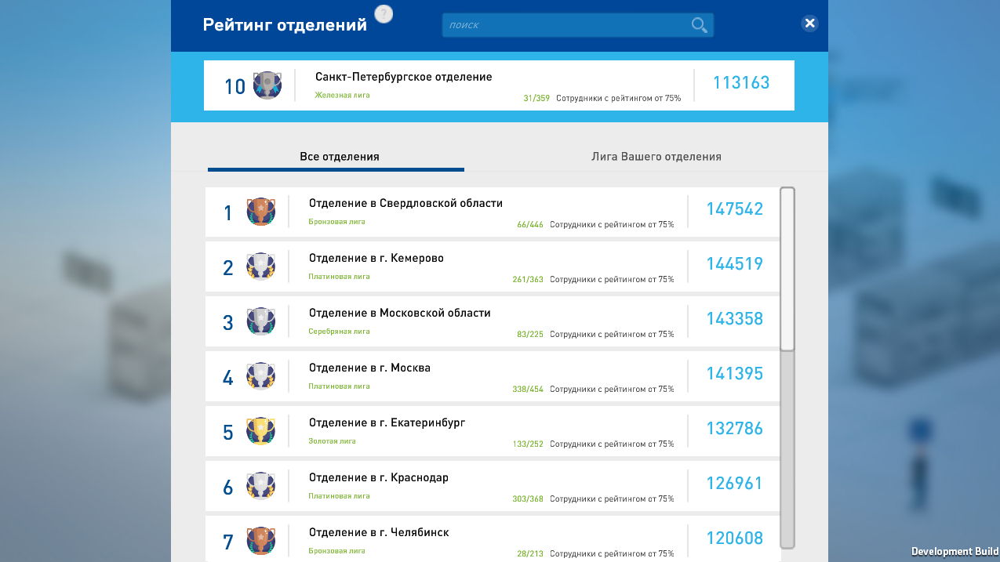 Рейтинг отделений
?
поиск
10
Санкт-Петербургское отделение
Железная лига
31/359 Сотрудники с рейтингом от 75%
113163
Все отделения
Лига Вашего отделения
1
Отделение в Свердловской области
Бронзовая лига
66/446 Сотрудники с рейтингом от 75%
147542
2
Отделение в г. Кемерово
Платиновая лига
261/363 Сотрудники с рейтингом от 75%
144519
3
Отделение в Московской области
Серебряная лига
83/225 Сотрудники с рейтингом от 75%
143358
4
Отделение в г. Москва
Платиновая лига
338/454 Сотрудники с рейтингом от 75%
141395
5
Отделение в г. Екатеринбург
Золотая лига
133/252 Сотрудники с рейтингом от 75%
132786
6
Отделение в г. Краснодар
Платиновая лига
303/368 Сотрудники с рейтингом от 75%
126961
7
Отделение в г. Челябинск
Бронзовая лига
28/213 Сотрудники с рейтингом от 75%
120608
Development Build